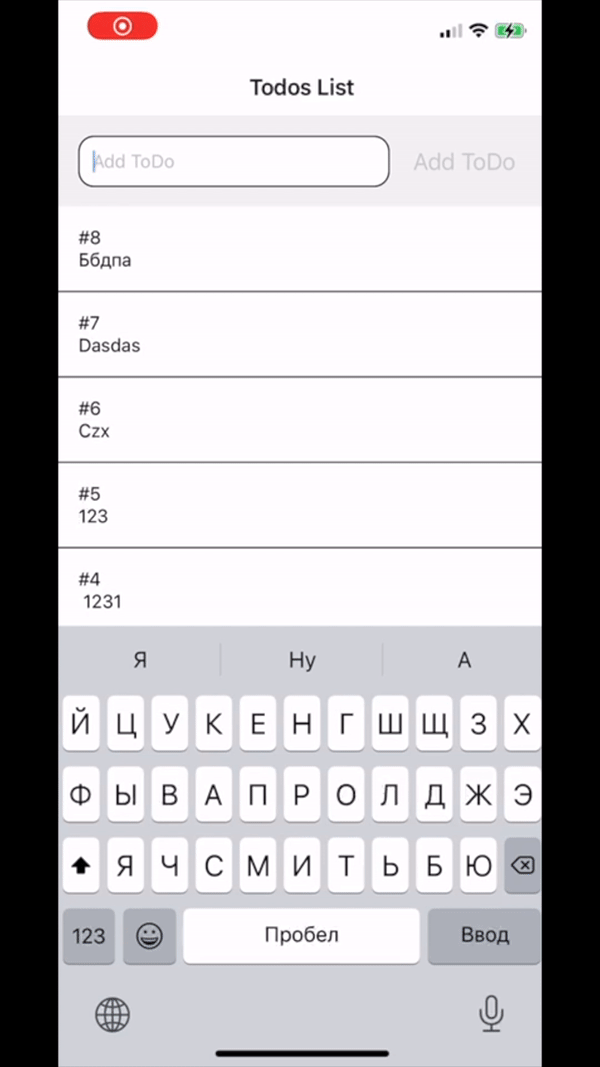 Todos List
Add ToDo Add ToDo
#8
Ббдпа
#7
Dasdas
#6
Czx
#5
123
#4
1231
Я Ну А
Й Ц У К Е Н Г Ш Щ З Х
Ф Ы В А П Р О Л Д Ж Э
Я Ч С М И Т Ь Б Ю
123 Пробел Ввод